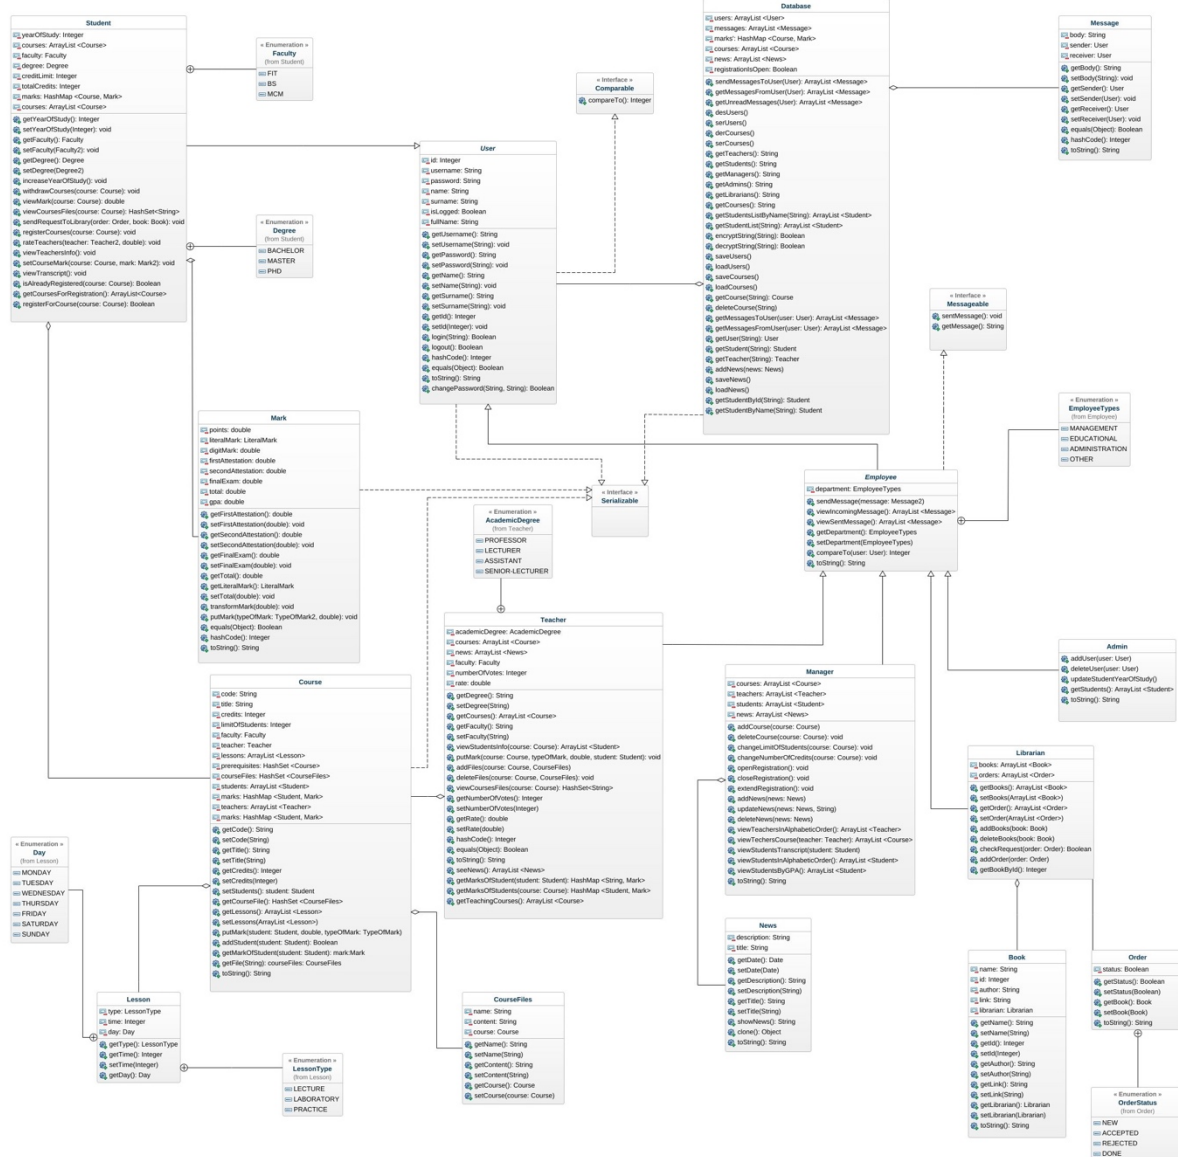 Student
yearOfStudy: Integer
courses: ArrayList <Course>
faculty: Faculty
degree: Degree
creditLimit: Integer
totalCredits: Integer
marks: HashMap <Course, Mark>
courses: ArrayList <Course>
getYearOfStudy(): Integer
setYearOfStudy(Integer): void
getFaculty(): Faculty
setFaculty(Faculty2): void
getDegree(): Degree
setDegree(Degree2)
increaseYearOfStudy(): void
withdrawCourses(course: Course): void
viewMark(course: Course): double
viewCoursesFiles(course: Course): HashSet<String>
sendRequestToLibrary(order: Order, book: Book): void
registerCourses(course: Course): void
rateTeachers(teacher: Teacher2, double): void
viewTeachersInfo(): void
setCourseMark(course: Course, mark: Mark2): void
viewTranscript(): void
isAlreadyRegistered(course: Course): Boolean
getCoursesForRegistration(): ArrayList<Course>
registerForCourse(course: Course): Boolean
« Enumeration »
Faculty
(from Student)
FIT
BS
MCM
« Enumeration »
Degree
(from Student)
BACHELOR
MASTER
PHD
« Interface »
Comparable
compareTo(): Integer
User
id: Integer
username: String
password: String
name: String
surname: String
isLogged: Boolean
fullName: String
getUsername(): String
setUsername(String): void
getPassword(): String
setPassword(String): void
getName(): String
setName(String): void
getSurname(): String
setSurname(String): void
getId(): Integer
setId(Integer): void
login(String): Boolean
logout(): Boolean
hashCode(): Integer
equals(Object): Boolean
toString(): String
changePassword(String, String): Boolean
Database
users: ArrayList <User>
messages: ArrayList <Message>
marks': HashMap <Course, Mark>
courses: ArrayList <Course>
news: ArrayList <News>
registrationIsOpen: Boolean
sendMessagesToUser(User): ArrayList <Message>
getMessagesFromUser(User): ArrayList <Message>
getUnreadMessages(User): ArrayList <Message>
desUsers()
serUsers()
derCourses()
serCourses()
getTeachers(): String
getStudents(): String
getManagers(): String
getAdmins(): String
getLibrarians(): String
getCourses(): String
getStudentsListByName(String): ArrayList <Student>
getStudentList(String): ArrayList <Student>
encryptString(String): Boolean
decryptString(String): Boolean
saveUsers()
loadUsers()
saveCourses()
loadCourses()
getCourse(String): Course
deleteCourse(String)
getMessagesToUser(user: User): ArrayList <Message>
getMessagesFromUser(user: User): ArrayList <Message>
getUser(String): User
getStudent(String): Student
getTeacher(String): Teacher
addNews(news: News)
saveNews()
loadNews()
getStudentById(String): Student
getStudentByName(String): Student
Message
body: String
sender: User
receiver: User
getBody(): String
setBody(String): void
getSender(): User
setSender(User): void
getReceiver(): User
setReceiver(User): void
equals(Object): Boolean
hashCode(): Integer
toString(): String
« Interface »
Messageable
sentMessage(): void
getMessage(): String
« Enumeration »
EmployeeTypes
(from Employee)
MANAGEMENT
EDUCATIONAL
ADMINISTRATION
OTHER
Mark
points: double
literalMark: LiteralMark
digitMark: double
firstAttestation: double
secondAttestation: double
finalExam: double
total: double
gpa: double
getFirstAttestation(): double
setFirstAttestation(double): void
getSecondAttestation(): double
setSecondAttestation(double): void
getFinalExam(): double
setFinalExam(double): void
getTotal(): double
getLiteralMark(): LiteralMark
setTotal(double): void
transformMark(double): void
putMark(typeOfMark: TypeOfMark2, double): void
equals(Object): Boolean
hashCode(): Integer
toString(): String
« Interface »
Serializable
« Enumeration »
AcademicDegree
(from Teacher)
PROFESSOR
LECTURER
ASSISTANT
SENIOR-LECTURER
Employee
department: EmployeeTypes
sendMessage(message: Message2)
viewIncomingMessage(): ArrayList <Message>
viewSentMessage(): ArrayList <Message>
getDepartment(): EmployeeTypes
setDepartment(EmployeeTypes)
compareTo(user: User): Integer
toString(): String
Teacher
academicDegree: AcademicDegree
courses: ArrayList <Course>
news: ArrayList <News>
faculty: Faculty
numberOfVotes: Integer
rate: double
getDegree(): String
setDegree(String)
getCourses(): ArrayList <Course>
getFaculty(): String
setFaculty(String)
viewStudentsInfo(course: Course): ArrayList <Student>
putMark(course: Course, typeOfMark, double, student: Student): void
addFiles(course: Course, CourseFiles)
deleteFiles(course: Course, CourseFiles): void
viewCoursesFiles(course: Course): HashSet<String>
getNumberOfVotes(): Integer
setNumberOfVotes(Integer)
getRate(): double
setRate(double)
hashCode(): Integer
equals(Object): Boolean
toString(): String
seeNews(): ArrayList <News>
getMarksOfStudent(student: Student): HashMap <String, Mark>
getMarksOfStudents(course: Course): HashMap <Student, Mark>
getTeachingCourses(): ArrayList <Course>
Course
code: String
title: String
credits: Integer
limitOfStudents: Integer
faculty: Faculty
teacher: Teacher
lessons: ArrayList <Lesson>
prerequisites: HashSet <Course>
courseFiles: HashSet <CourseFiles>
students: ArrayList <Student>
marks: HashMap <Student, Mark>
teachers: ArrayList <Teacher>
marks: HashMap <Student, Mark>
getCode(): String
setCode(String)
getTitle(): String
setTitle(String)
getCredits(): Integer
setCredits(Integer)
setStudents(): student: Student
getCourseFile(): HashSet <CourseFiles>
getLessons(): ArrayList <Lesson>
setLessons(ArrayList <Lesson>)
putMark(student: Student, double, typeOfMark: TypeOfMark)
addStudent(student: Student): Boolean
getMarkOfStudent(student: Student): mark:Mark
getFile(String): courseFiles: CourseFiles
toString(): String
Manager
courses: ArrayList <Course>
teachers: ArrayList <Teacher>
students: ArrayList <Student>
news: ArrayList <News>
addCourse(course: Course)
deleteCourse(course: Course): void
changeLimitOfStudents(course: Course): void
changeNumberOfCredits(course: Course): void
openRegistration(): void
closeRegistration(): void
extendRegistration(): void
addNews(news: News)
updateNews(news: News, String)
deleteNews(news: News)
viewTeachersInAlphabeticOrder(): ArrayList <Teacher>
viewTechersCourse(teacher: Teacher): ArrayList <Course>
viewStudentsTranscript(student: Student)
viewStudentsInAlphabeticOrder(): ArrayList <Student>
viewStudentsByGPA(): ArrayList <Student>
toString(): String
Admin
addUser(user: User)
deleteUser(user: User)
updateStudentYearOfStudy()
getStudents(): ArrayList <Student>
toString(): String
Librarian
books: ArrayList <Book>
orders: ArrayList <Order>
getBooks(): ArrayList <Book>
setBooks(ArrayList <Book>)
getOrder(): ArrayList <Order>
setOrder(ArrayList <Order>)
addBooks(book: Book)
deleteBooks(book: Book)
checkRequest(order: Order): Boolean
addOrder(order: Order)
getBookById(): Integer
« Enumeration »
Day
(from Lesson)
MONDAY
TUESDAY
WEDNESDAY
THURSDAY
FRIDAY
SATURDAY
SUNDAY
Lesson
type: LessonType
time: Integer
day: Day
getType(): LessonType
getTime(): Integer
setTime(Integer)
getDay(): Day
« Enumeration »
LessonType
(from Lesson)
LECTURE
LABORATORY
PRACTICE
CourseFiles
name: String
content: String
course: Course
getName(): String
setName(String)
getContent(): String
setContent(String)
getCourse(): Course
setCourse(course: Course)
News
description: String
title: String
getDate(): Date
setDate(Date)
getDescription(): String
setDescription(String)
getTitle(): String
setTitle(String)
showNews(): String
clone(): Object
toString(): String
Book
name: String
id: Integer
author: String
link: String
librarian: Librarian
getName(): String
setName(String)
getId(): Integer
setId(Integer)
getAuthor(): String
setAuthor(String)
getLink(): String
setLink(String)
getLibrarian(): Librarian
setLibrarian(Librarian)
toString(): String
Order
status: Boolean
getStatus(): Boolean
setStatus(Boolean)
getBook(): Book
setBook(Book)
toString(): String
« Enumeration »
OrderStatus
(from Order)
NEW
ACCEPTED
REJECTED
DONE